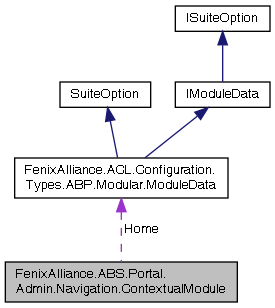 ISuiteOption
SuiteOption
IModuleData
FenixAlliance.ACL.Configuration.
Types.ABP.Modular.ModuleData
Home
FenixAlliance.ABS.Portal.
Admin.Navigation.ContextualModule